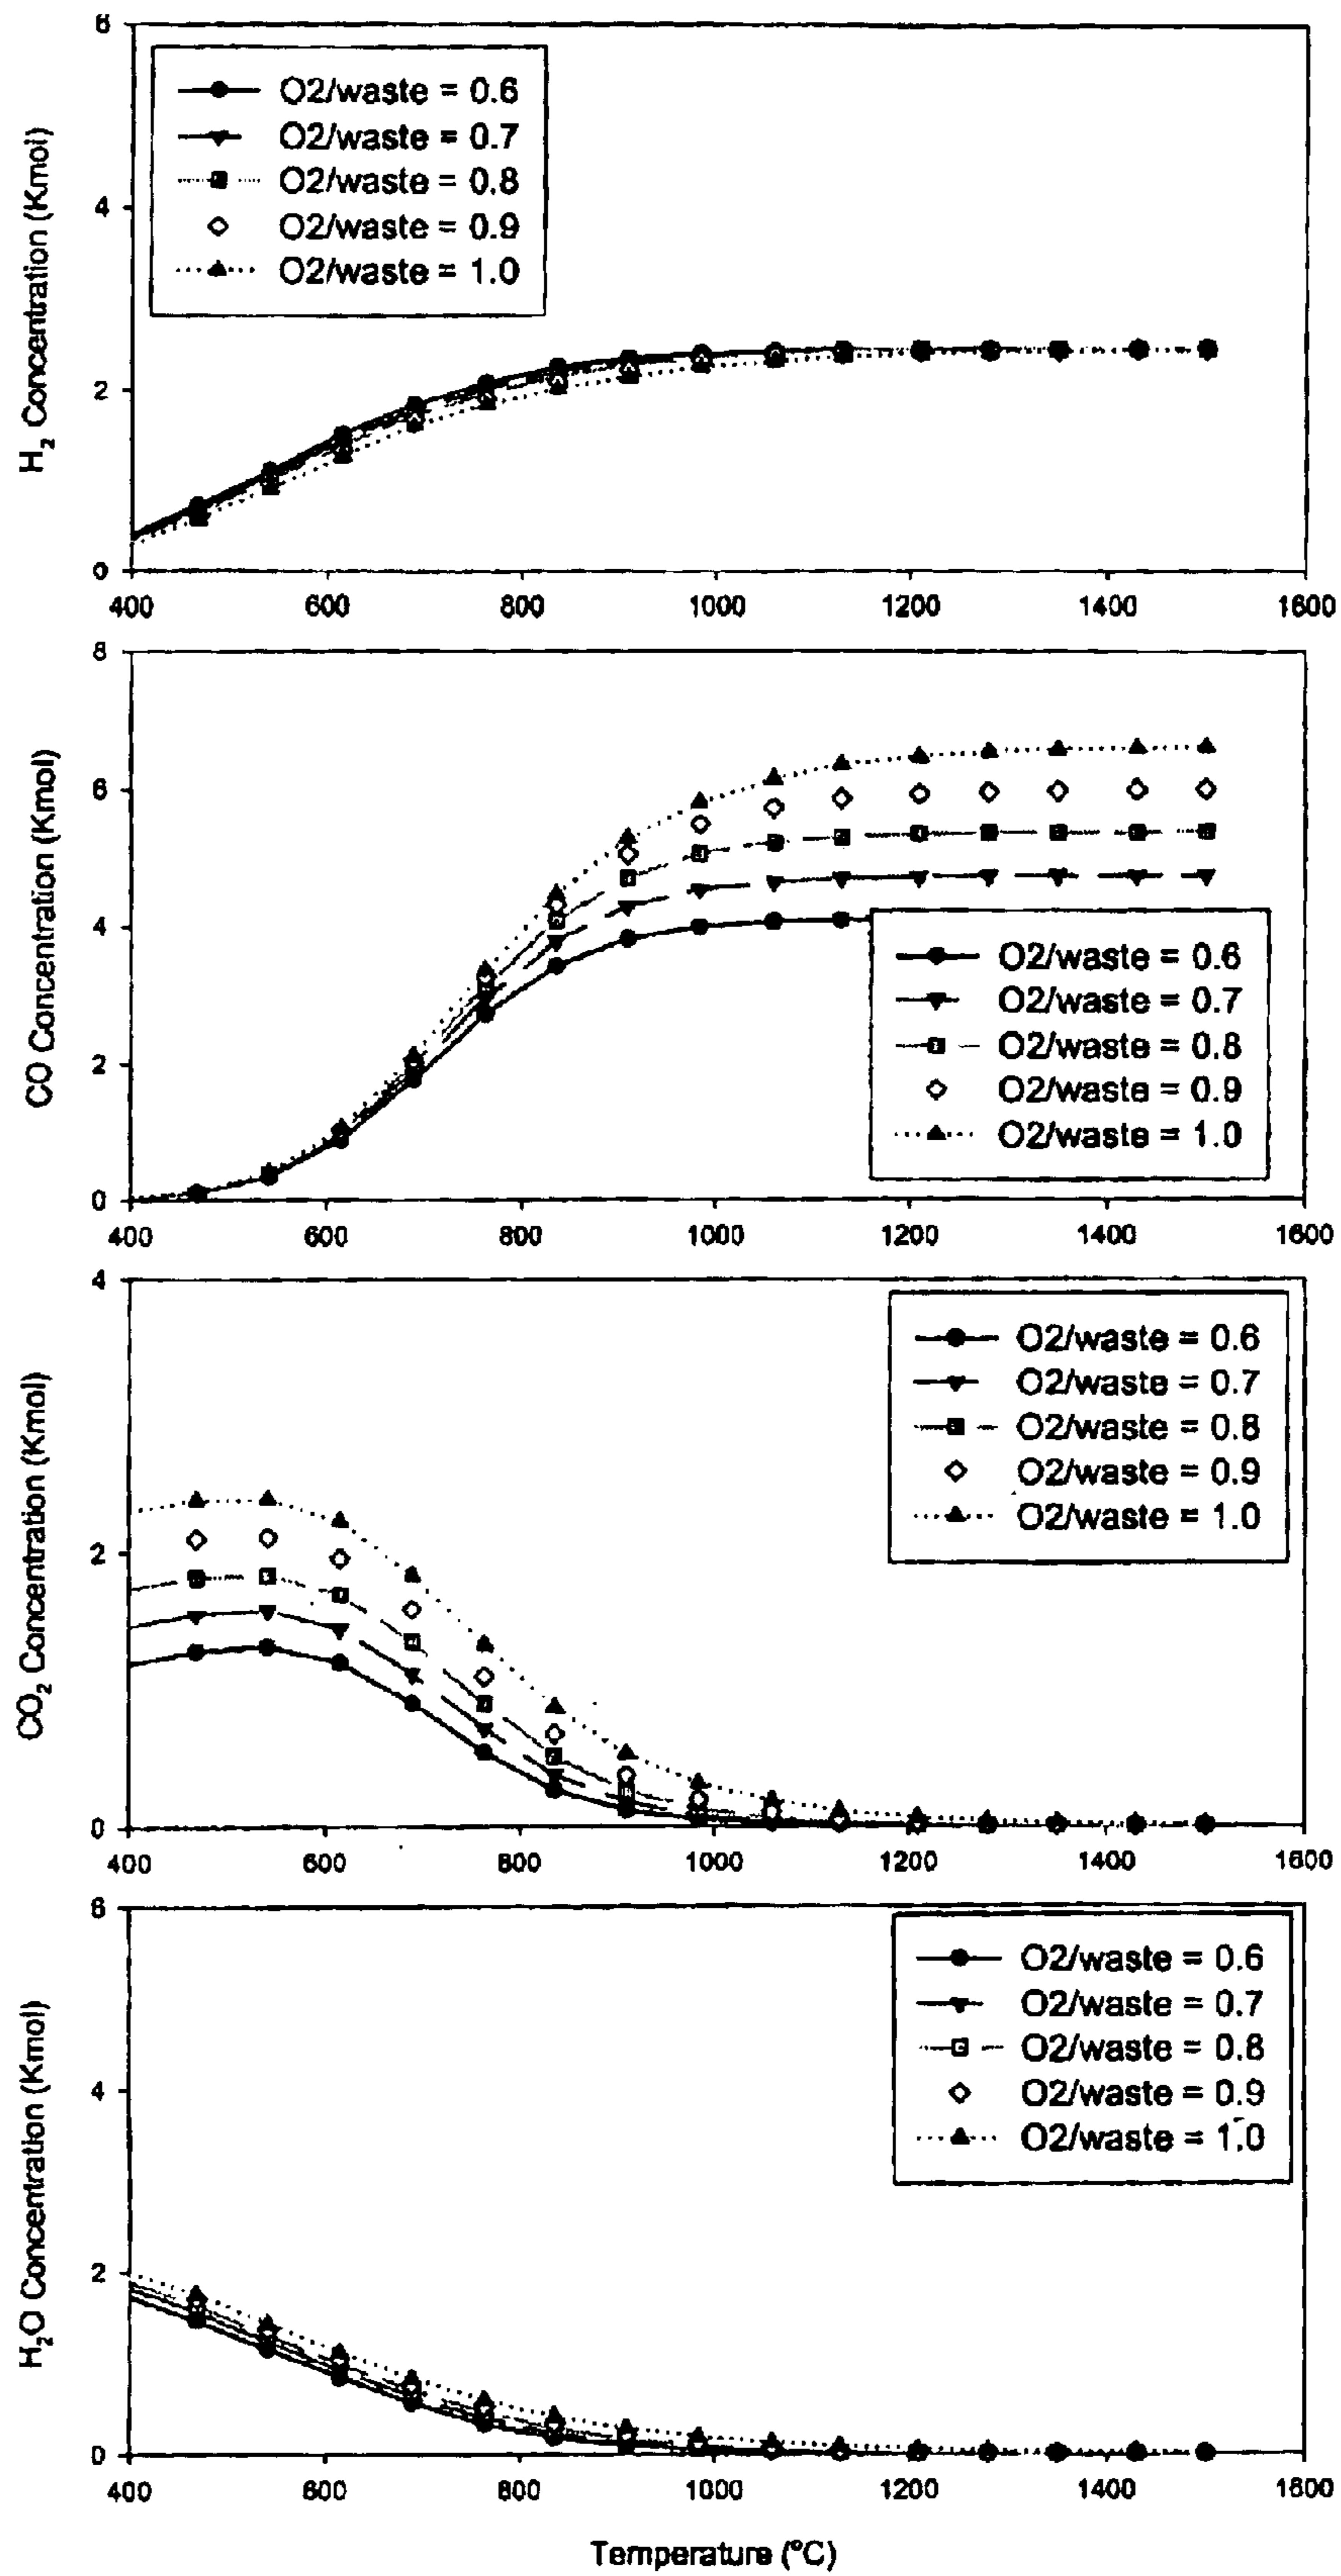 H2 Concentration (Kmol)
6
4
2
0
O2/waste = 0.6
O2/waste = 0.7
O2/waste = 0.8
O2/waste = 0.9
O2/waste = 1.0
400 600 800 1000 1200 1400 1600
CO Concentration (Kmol)
8
6
4
2
0
O2/waste = 0.6
O2/waste = 0.7
O2/waste = 0.8
O2/waste = 0.9
O2/waste = 1.0
400 600 800 1000 1200 1400 1600
CO2 Concentration (Kmol)
4
2
0
O2/waste = 0.6
O2/waste = 0.7
O2/waste = 0.8
O2/waste = 0.9
O2/waste = 1.0
400 600 800 1000 1200 1400 1600
H2O Concentration (Kmol)
6
4
2
0
O2/waste = 0.6
O2/waste = 0.7
O2/waste = 0.8
O2/waste = 0.9
O2/waste = 1.0
400 600 800 1000 1200 1400 1600
Temperature (°C)